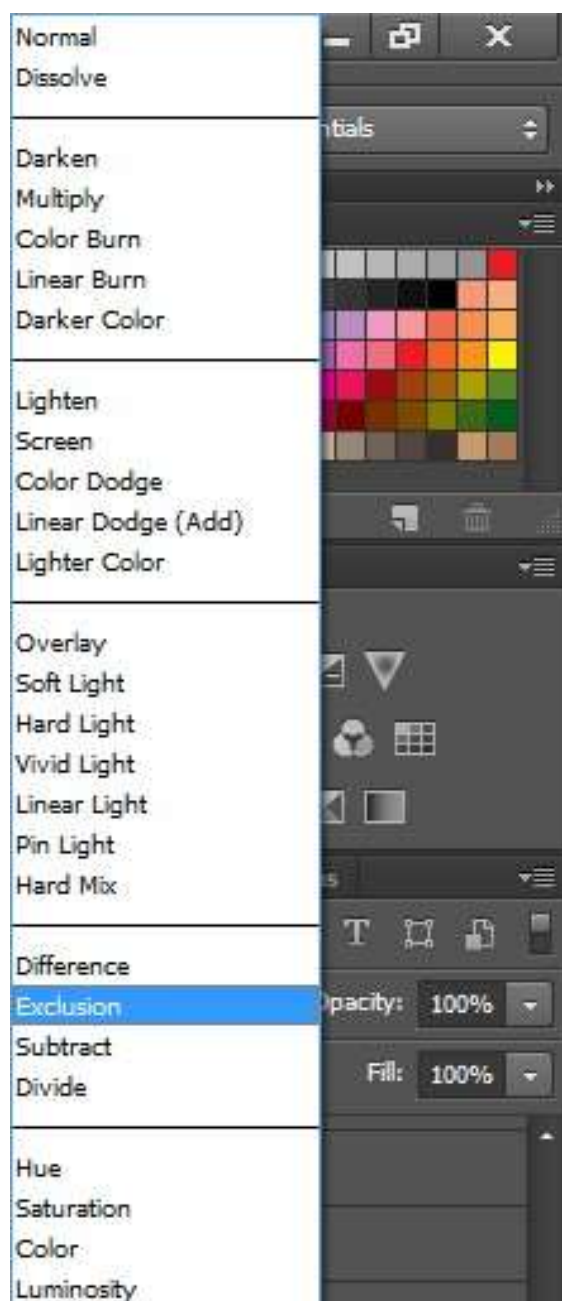 Normal
Dissolve
ntials
Darken
Multiply
Color Burn
Linear Burn
Darker Color
Lighten
Screen
Color Dodge
Linear Dodge (Add)
Lighter Color
Overlay
Soft Light
Hard Light
Vivid Light
Linear Light
Pin Light
Hard Mix
Difference
Exclusion
Opacity: 100%
Subtract
Fill: 100%
Divide
Hue
Saturation
Color
Luminosity